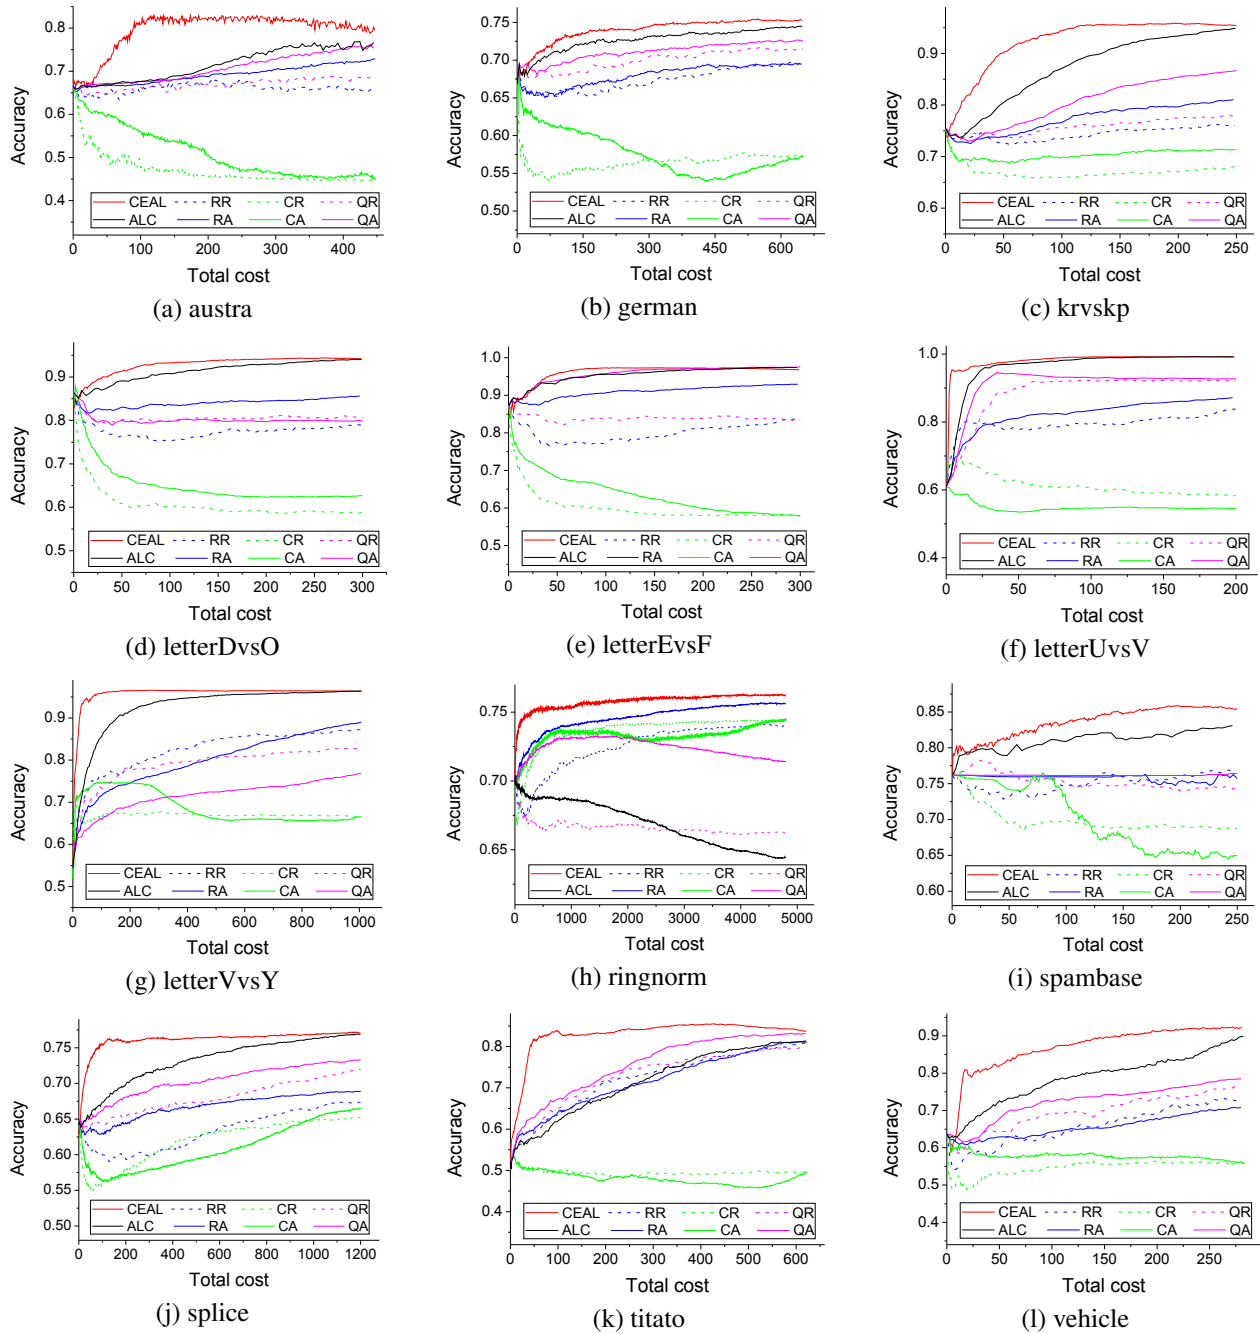 0.8
0.7
0.6
0.5
0.4
Accuracy
CEAL RR CR QR
ALC RA CA QA
0 100 200 300 400
Total cost
(a) austra
0.75
0.70
0.65
0.60
0.55
0.50
Accuracy
CEAL RR CR QR
ALC RA CA QA
0 150 300 450 600
Total cost
(b) german
0.9
0.8
0.7
0.6
Accuracy
CEAL RR CR QR
ALC RA CA QA
0 50 100 150 200 250
Total cost
(c) krvskp
0.9
0.8
0.7
0.6
0.5
Accuracy
CEAL RR CR QR
ALC RA CA QA
0 50 100 150 200 250 300
Total cost
(d) letterDvsO
1.0
0.9
0.8
0.7
0.6
0.5
Accuracy
CEAL RR CR QR
ALC RA CA QA
0 50 100 150 200 250 300
Total cost
(e) letterEvsF
1.0
0.8
0.6
0.4
Accuracy
CEAL RR CR QR
ALC RA CA QA
0 50 100 150 200
Total cost
(f) letterUvsV
0.9
0.8
0.7
0.6
0.5
Accuracy
CEAL RR CR QR
ALC RA CA QA
0 200 400 600 800 1000
Total cost
(g) letterVvsY
0.75
0.70
0.65
Accuracy
CEAL RR CR QR
ACL RA CA QA
0 1000 2000 3000 4000 5000
Total cost
(h) ringnorm
0.85
0.80
0.75
0.70
0.65
0.60
Accuracy
CEAL RR CR QR
ALC RA CA QA
0 50 100 150 200 250
Total cost
(i) spambase
0.75
0.70
0.65
0.60
0.55
0.50
Accuracy
CEAL RR CR QR
ALC RA CA QA
0 200 400 600 800 1000 1200
Total cost
(j) splice
0.8
0.7
0.6
0.5
0.4
Accuracy
CEAL RR CR QR
ALC RA CA QA
0 100 200 300 400 500 600
Total cost
(k) titato
0.9
0.8
0.7
0.6
0.5
0.4
Accuracy
CEAL RR CR QR
ALC RA CA QA
0 50 100 150 200 250
Total cost
(l) vehicle